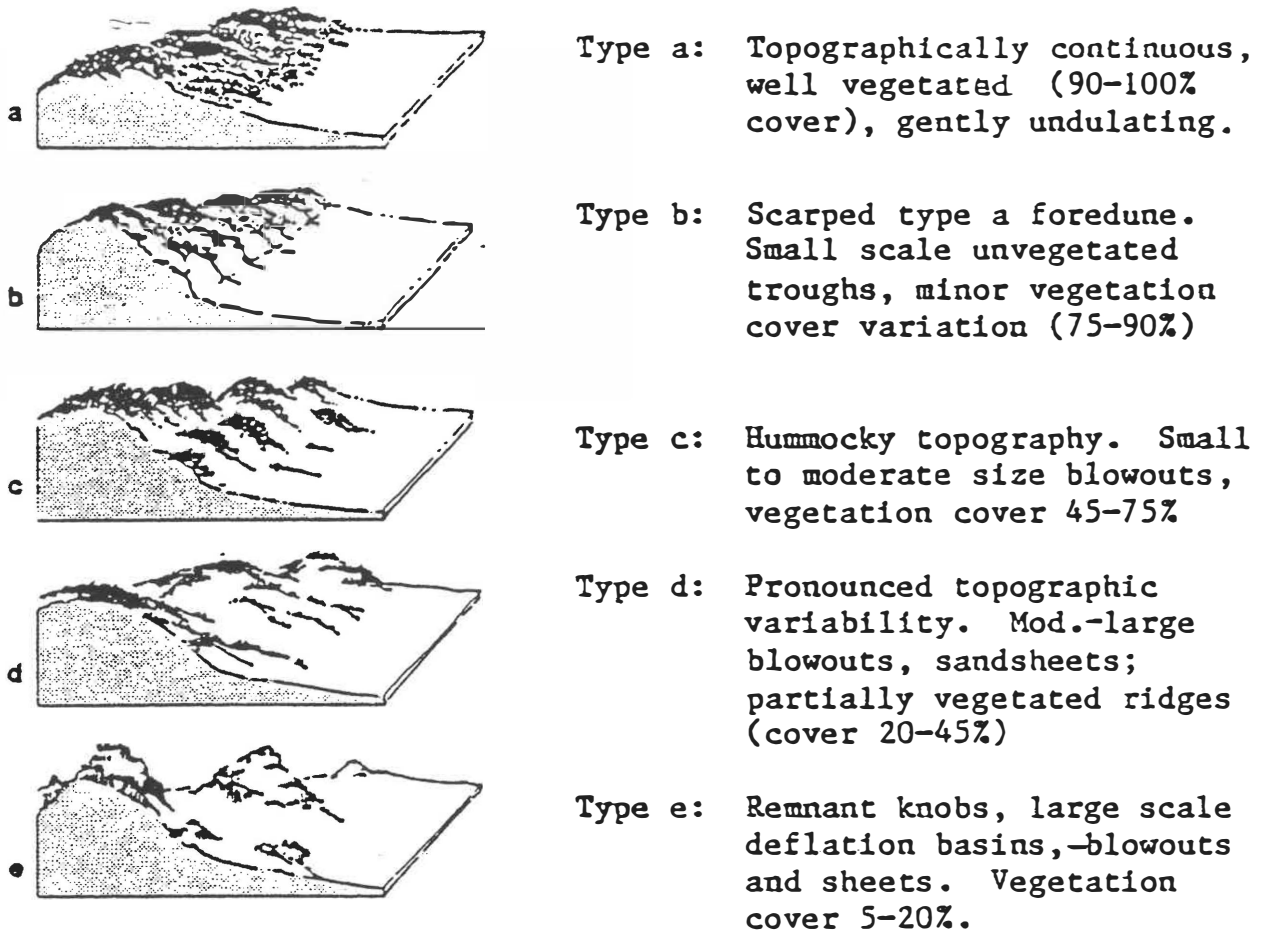 a
Type a: Topographically continuous,
well vegetated (90-100%
cover), gently undulating.
b
Type b: Scarped type a foredune.
Small scale unvegetated
troughs, minor vegetation
cover variation (75-90%)
c
Type c: Hummocky topography. Small
to moderate size blowouts,
vegetation cover 45-75%
d
Type d: Pronounced topographic
variability. Mod.-large
blowouts, sandsheets;
partially vegetated ridges
(cover 20-45%)
e
Type e: Remnant knobs, large scale
deflation basins,-blowouts
and sheets. Vegetation
cover 5-20%.